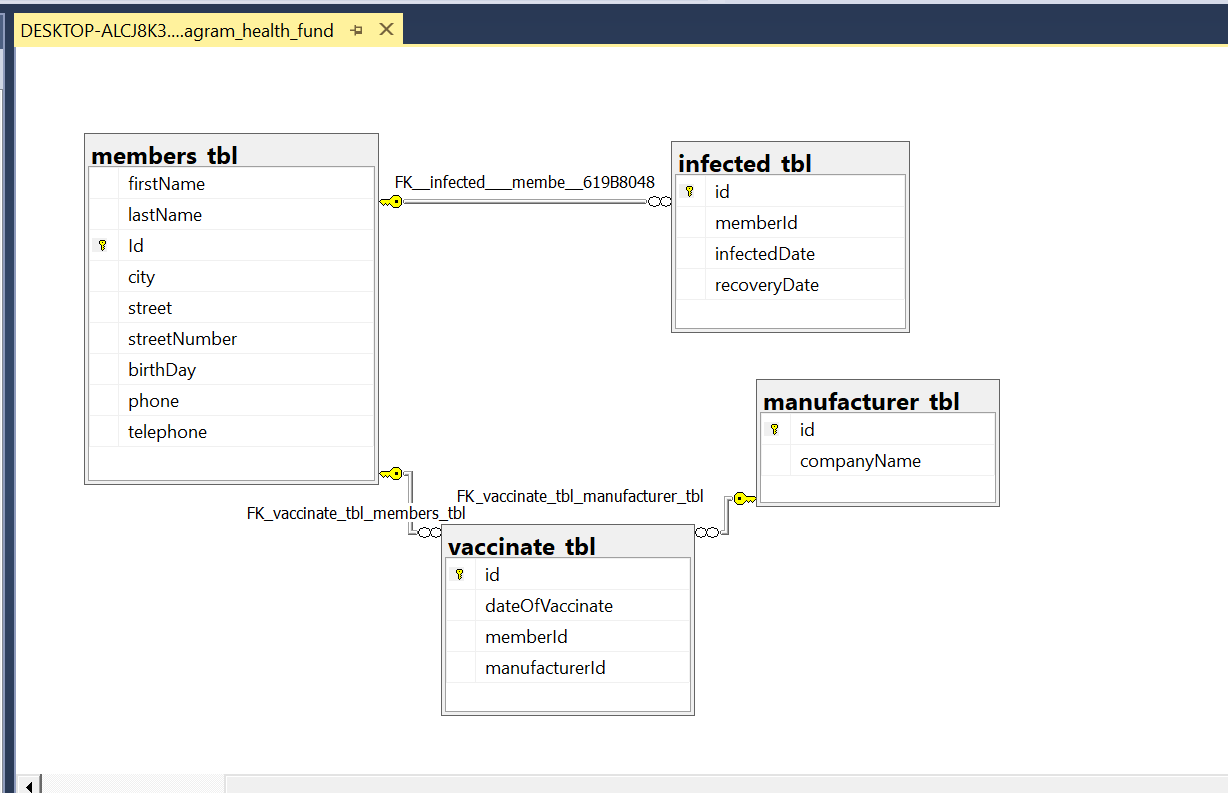 DESKTOP-ALCJ8K3....agram_health_fund
members_tbl
firstName
lastName
Id
city
street
streetNumber
birthDay
phone
telephone
FK__infected___membe__619B8048
infected_tbl
id
memberId
infectedDate
recoveryDate
manufacturer_tbl
id
companyName
FK_vaccinate_tbl_manufacturer_tbl
FK_vaccinate_tbl_members_tbl
vaccinate_tbl
id
dateOfVaccinate
memberId
manufacturerId